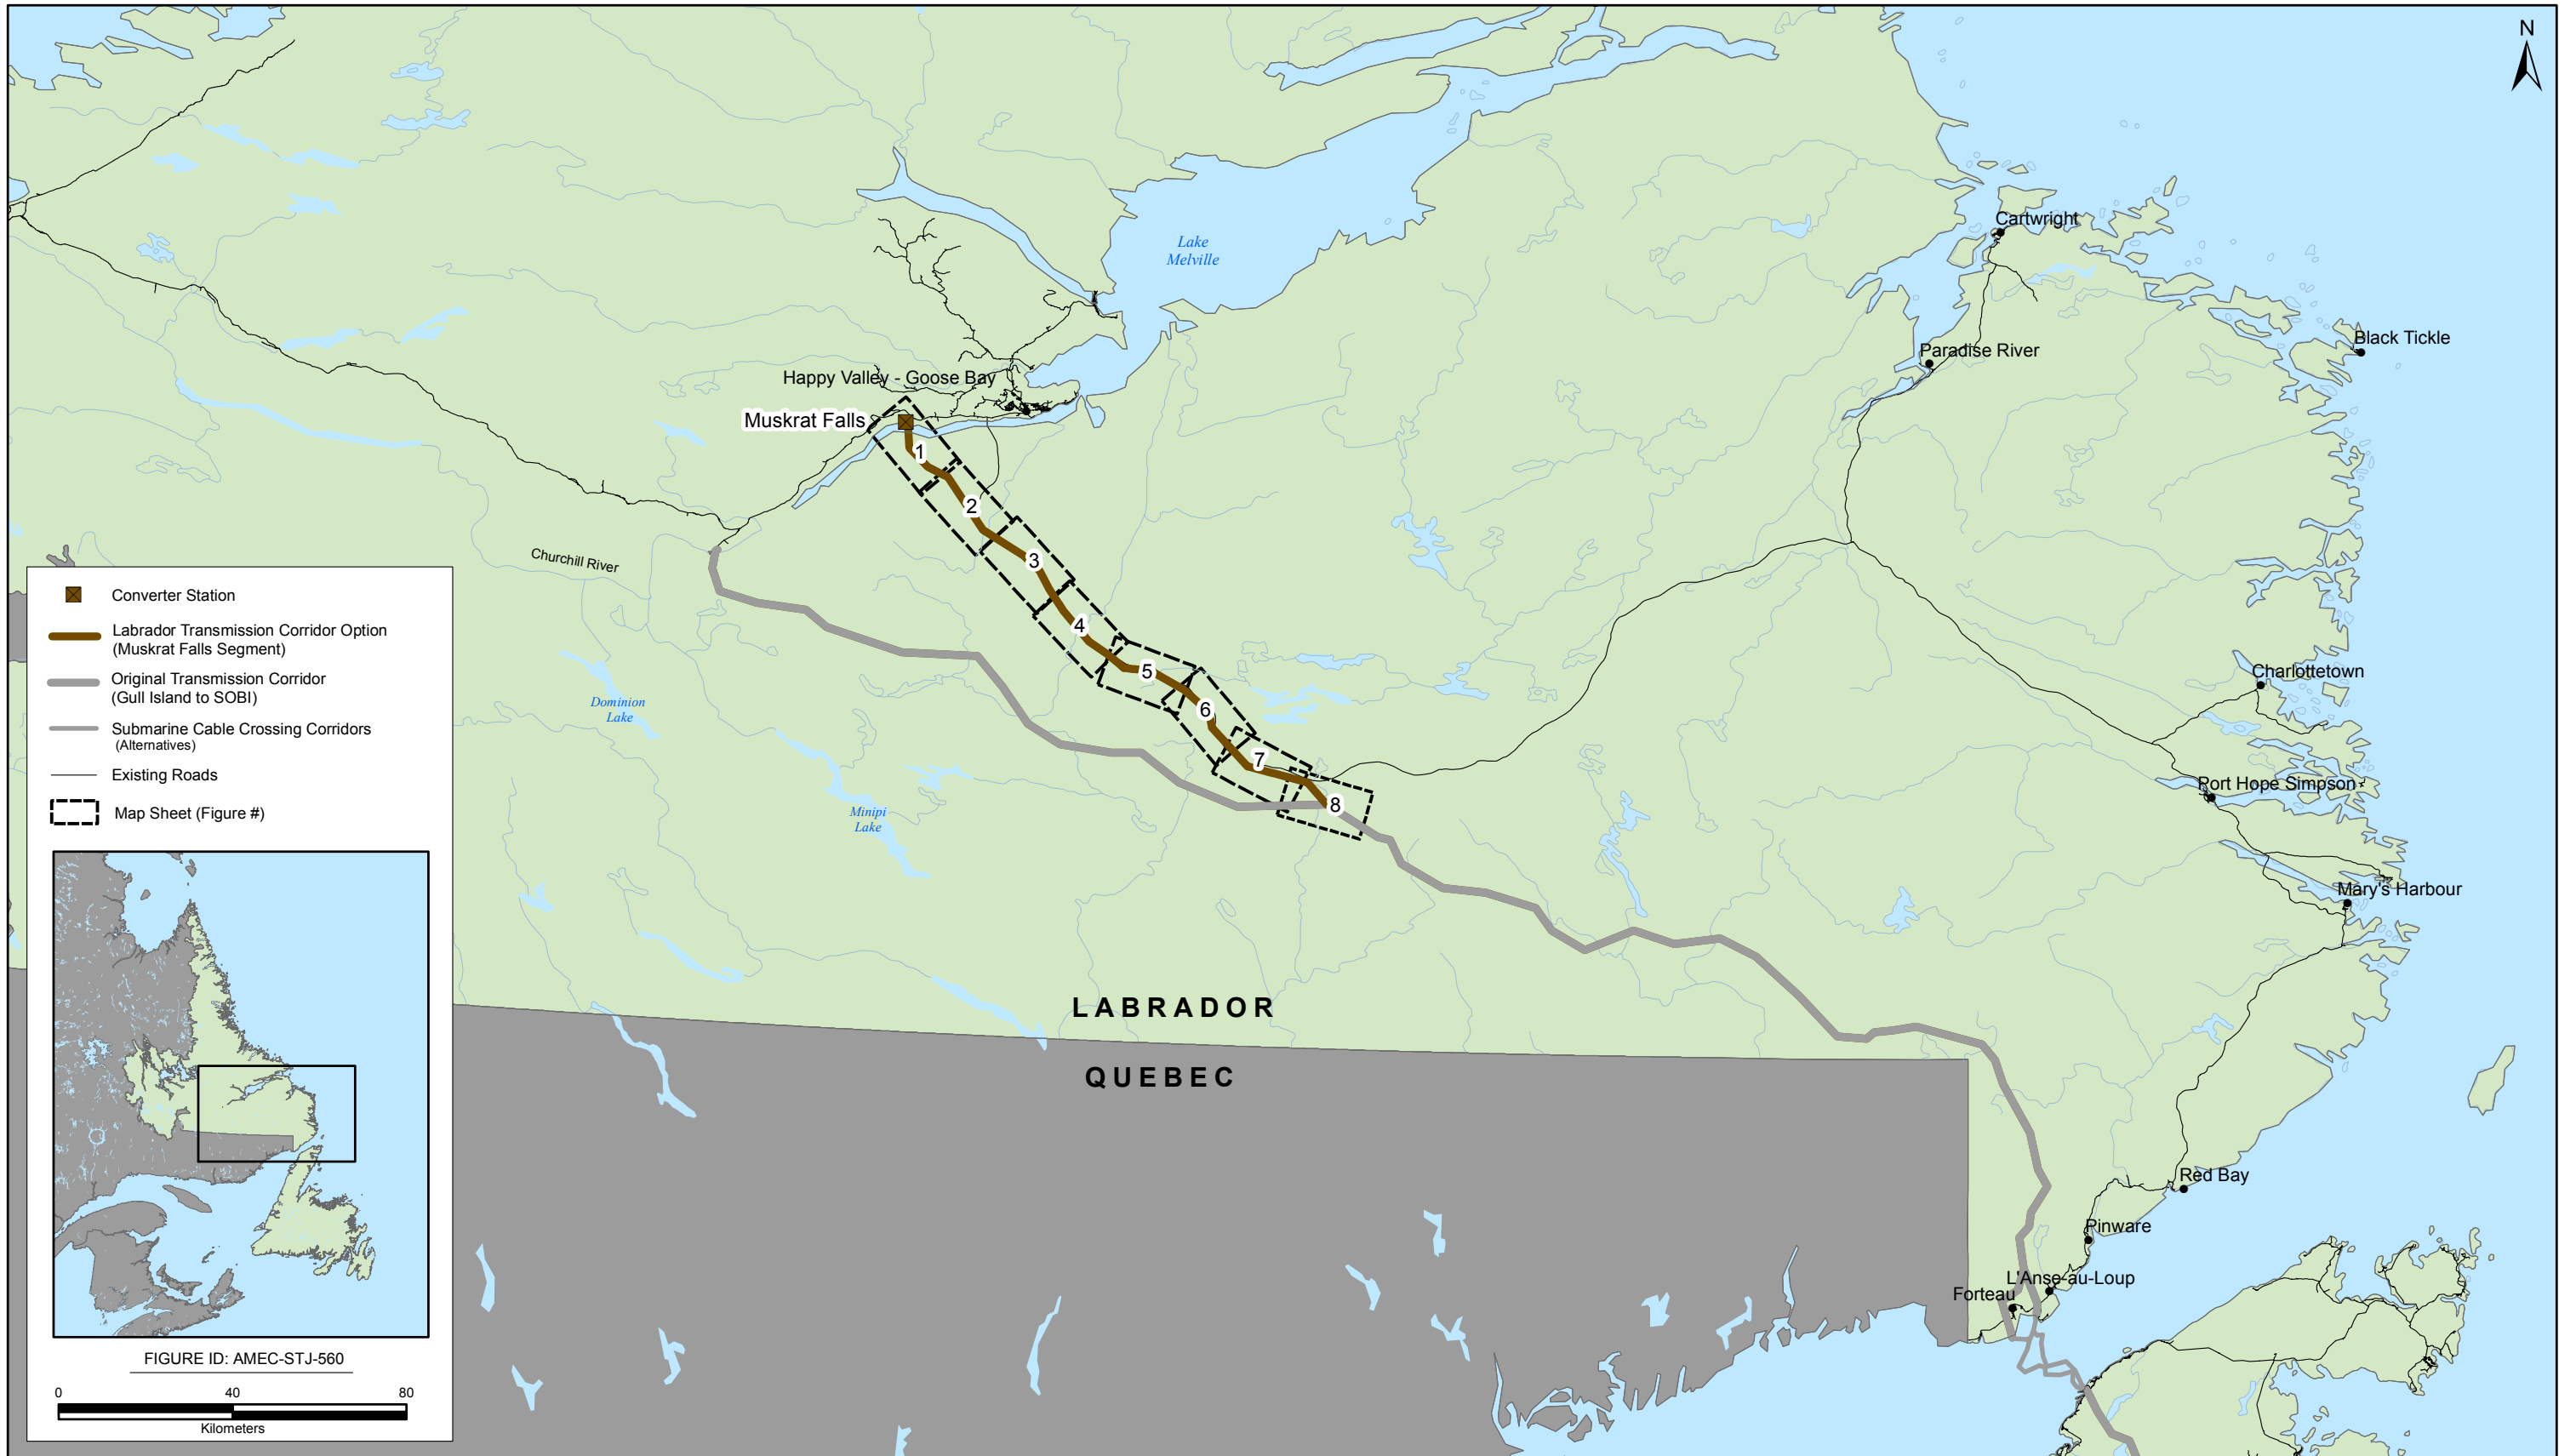 N
Cartwright
Lake
Melville
Black Tickle
Paradise River
Happy Valley - Goose Bay
Muskrat Falls
1
2
3
4
5
6
7
8
Churchill River
Dominion
Lake
Minipi
Lake
Charlottetown
Port Hope Simpson
Mary's Harbour
LABRADOR
QUEBEC
Red Bay
Pinware
L'Anse-au-Loup
Forteau
Converter Station
Labrador Transmission Corridor Option
(Muskrat Falls Segment)
Original Transmission Corridor
(Gull Island to SOBI)
Submarine Cable Crossing Corridors
(Alternatives)
Existing Roads
Map Sheet (Figure #)
FIGURE ID: AMEC-STJ-560
0 40 80
Kilometers